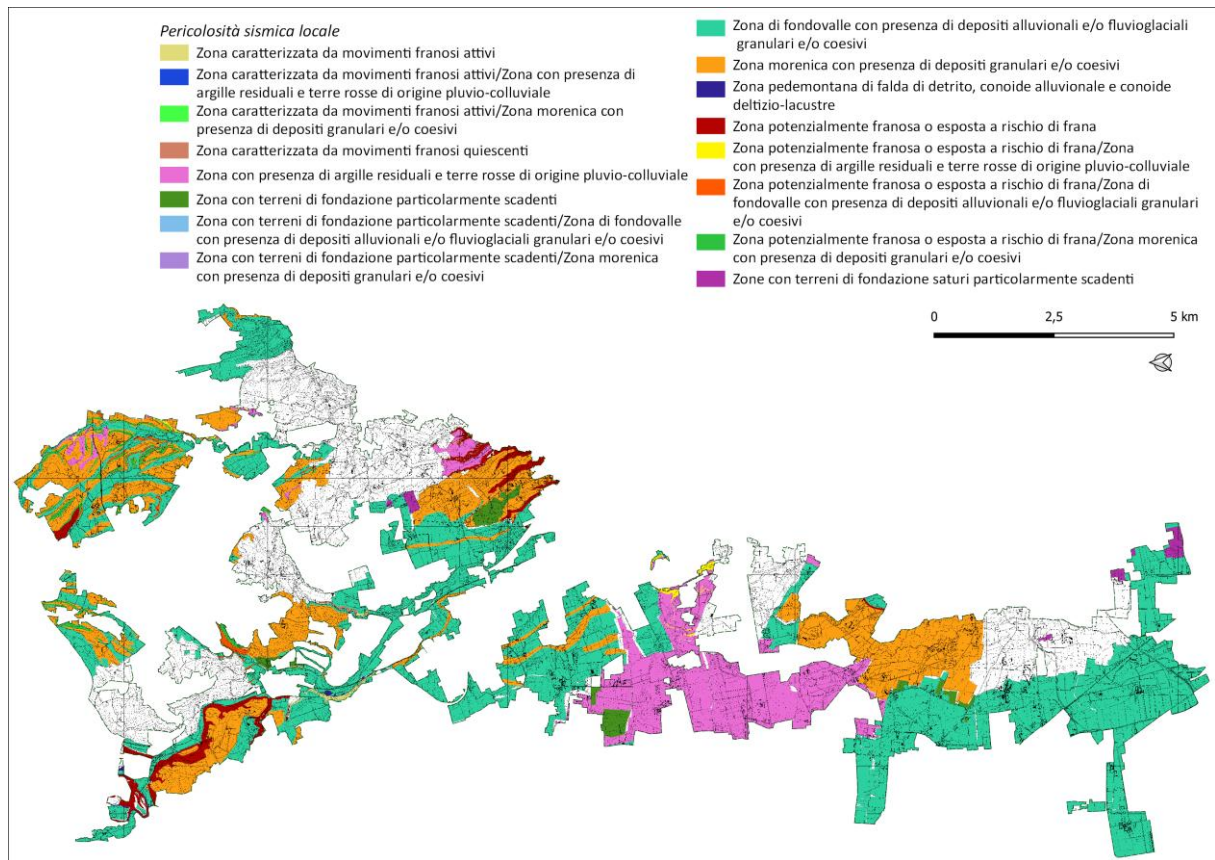 Pericolosità sismica locale
Zona caratterizzata da movimenti franosi attivi
Zona caratterizzata da movimenti franosi attivi/Zona con presenza di
argille residuali e terre rosse di origine pluvio-colluviale
Zona caratterizzata da movimenti franosi attivi/Zona morenica con
presenza di depositi granulari e/o coesivi
Zona caratterizzata da movimenti franosi quiescenti
Zona con presenza di argille residuali e terre rosse di origine pluvio-colluviale
Zona con terreni di fondazione particolarmente scadenti
Zona con terreni di fondazione particolarmente scadenti/Zona di fondovalle
con presenza di depositi alluvionali e/o fluvioglaciali granulari e/o coesivi
Zona con terreni di fondazione particolarmente scadenti/Zona morenica
con presenza di depositi granulari e/o coesivi
Zona di fondovalle con presenza di depositi alluvionali e/o fluvioglaciali
granulari e/o coesivi
Zona morenica con presenza di depositi granulari e/o coesivi
Zona pedemontana di falda di detrito, conoide alluvionale e conoide
deltizio-lacustre
Zona potenzialmente franosa o esposta a rischio di frana
Zona potenzialmente franosa o esposta a rischio di frana/Zona
con presenza di argille residuali e terre rosse di origine pluvio-colluviale
Zona potenzialmente franosa o esposta a rischio di frana/Zona di
fondovalle con presenza di depositi alluvionali e/o fluvioglaciali granulari
e/o coesivi
Zona potenzialmente franosa o esposta a rischio di frana/Zona morenica
con presenza di depositi granulari e/o coesivi
Zone con terreni di fondazione saturi particolarmente scadenti
0 2,5 5 km